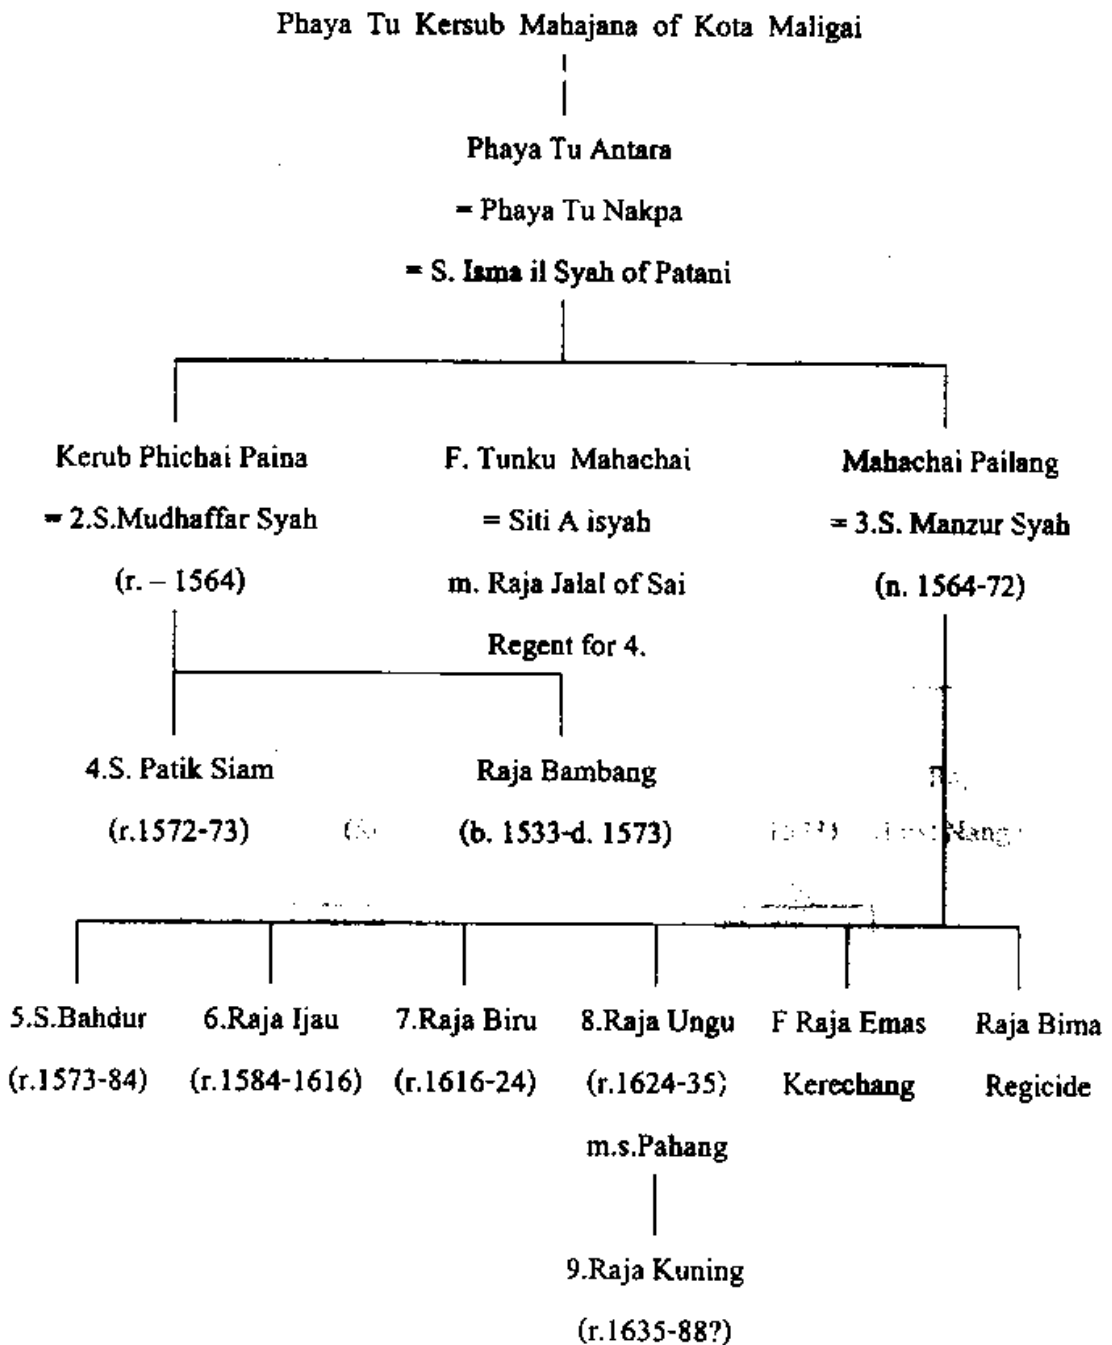 Phaya Tu Kersub Mahajana of Kota Maligai
Phaya Tu Antara
= Phaya Tu Nakpa
= S. Isma il Syah of Patani
Kerub Phichai Paina
= 2.S.Mudhaffar Syah
(r. – 1564)
F. Tunku Mahachai
= Siti A isyah
m. Raja Jalal of Sai
Regent for 4.
Mahachai Pailang
= 3.S. Manzur Syah
(n. 1564-72)
4.S. Patik Siam
(r.1572-73)
Raja Bambang
(b. 1533-d. 1573)
5.S.Bahdur
(r.1573-84)
6.Raja Ijau
(r.1584-1616)
7.Raja Biru
(r.1616-24)
8.Raja Ungu
(r.1624-35)
m.s.Pahang
F Raja Emas
Kerechang
Raja Bima
Regicide
9.Raja Kuning
(r.1635-88?)